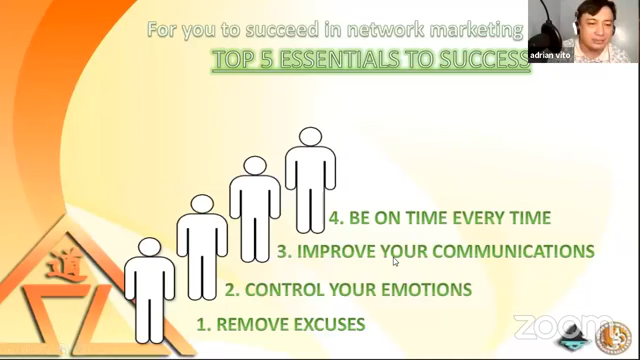 For you to succeed in network marketing
TOP 5 ESSENTIALS TO SUCCESS
adrian vito
4. BE ON TIME EVERY TIME
3. IMPROVE YOUR COMMUNICATIONS
道
2. CONTROL YOUR EMOTIONS
1. REMOVE EXCUSES
zoom